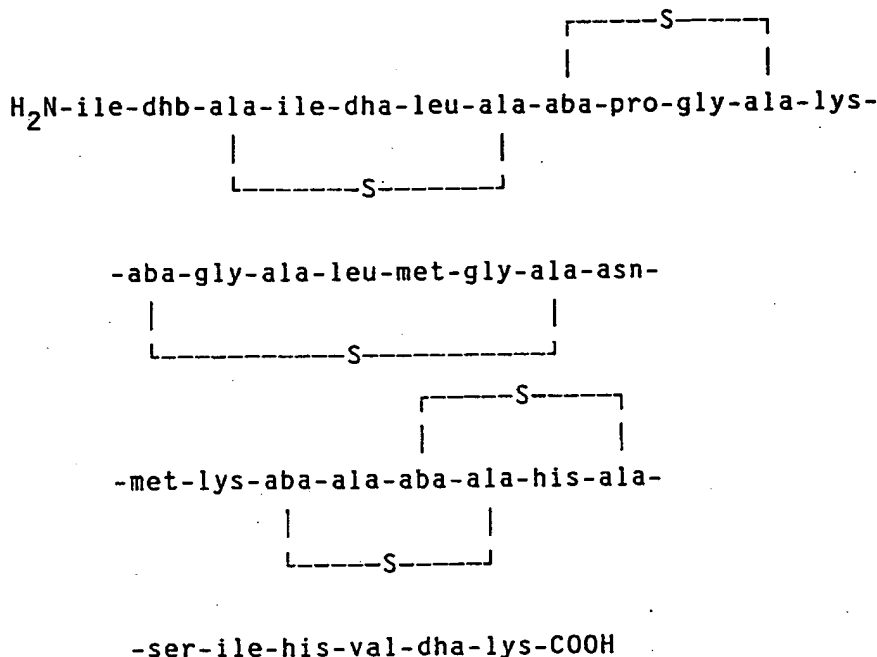 S
H2N-ile-dhb-ala-ile-dha-leu-ala-aba-pro-gly-ala-lys-
S
-aba-gly-ala-leu-met-gly-ala-asn-
S
S
-met-lys-aba-ala-aba-ala-his-ala-
S
-ser-ile-his-val-dha-lys-COOH